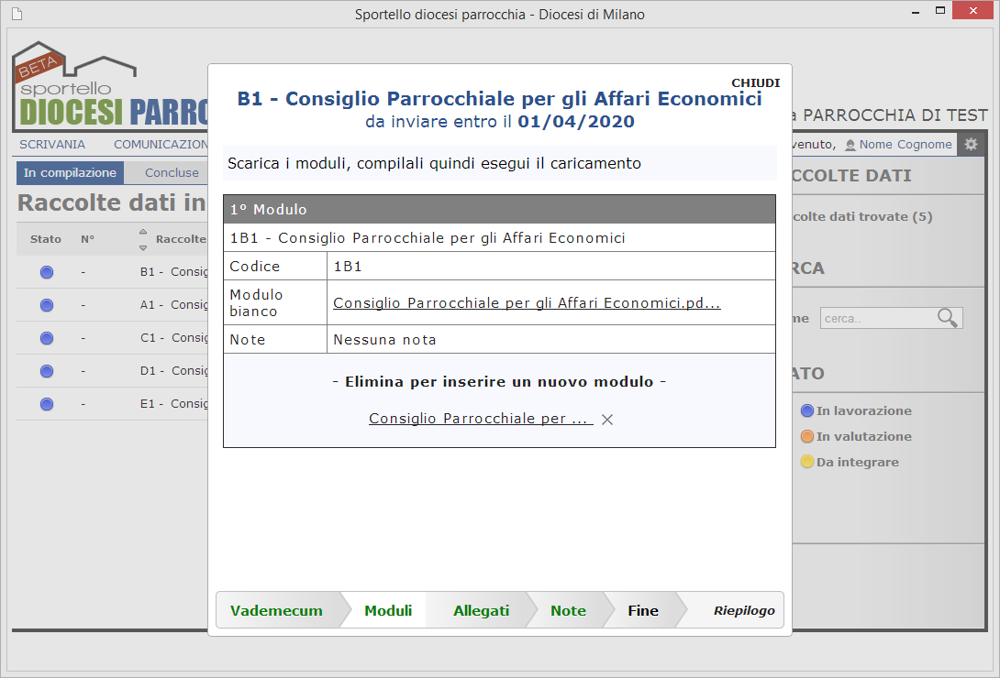 Sportello diocesi parrocchia - Diocesi di Milano
BETA
sportello
DIOCESI PARRO
PARROCCHIA DI TEST
SCRIVANIA COMUNICAZION
venuto, Nome Cognome
In compilazione Concluse
Raccolte dati in
Stato N° Raccolte
B1 - Consig
A1 - Consig
C1 - Consig
D1 - Consig
E1 - Consig
CHIUDI
B1 - Consiglio Parrocchiale per gli Affari Economici
da inviare entro il 01/04/2020
Scarica i moduli, compilali quindi esegui il caricamento
1° Modulo
1B1 - Consiglio Parrocchiale per gli Affari Economici
Codice 1B1
Modulo
bianco
Consiglio Parrocchiale per gli Affari Economici.pd...
Note Nessuna nota
- Elimina per inserire un nuovo modulo -
Consiglio Parrocchiale per ...
Vademecum Moduli Allegati Note Fine Riepilogo
CCOLTE DATI
colte dati trovate (5)
RCA
me cerca..
ATO
In lavorazione
In valutazione
Da integrare